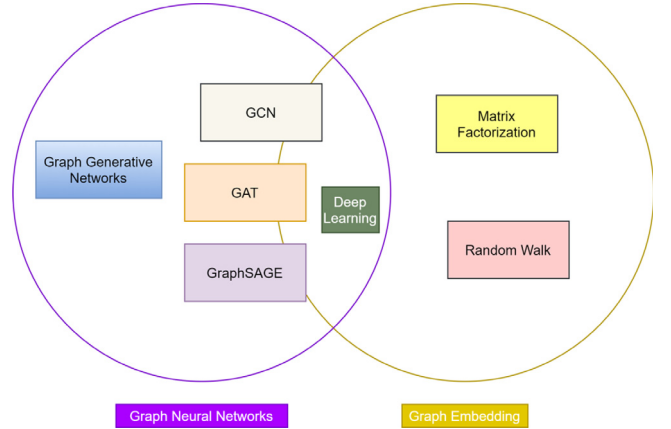 GCN
Matrix
Factorization
Graph Generative
Networks
GAT
Deep
Learning
Random Walk
GraphSAGE
Graph Neural Networks
Graph Embedding